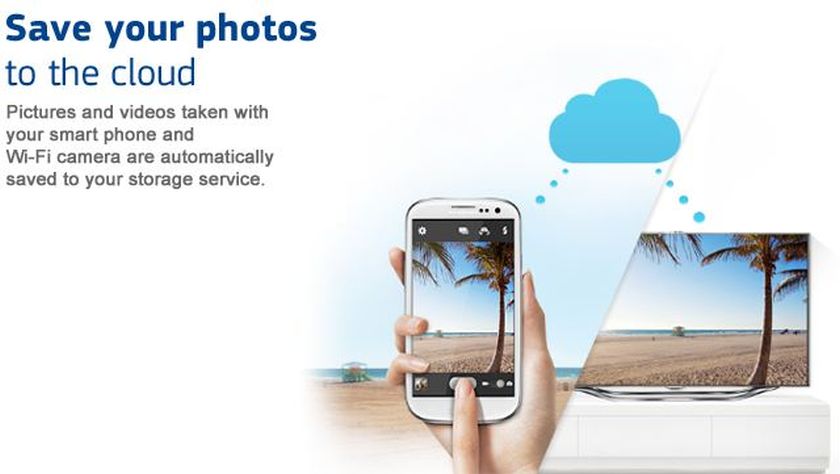 Save your photos
to the cloud
Pictures and videos taken with
your smart phone and
Wi-Fi camera are automatically
saved to your storage service.